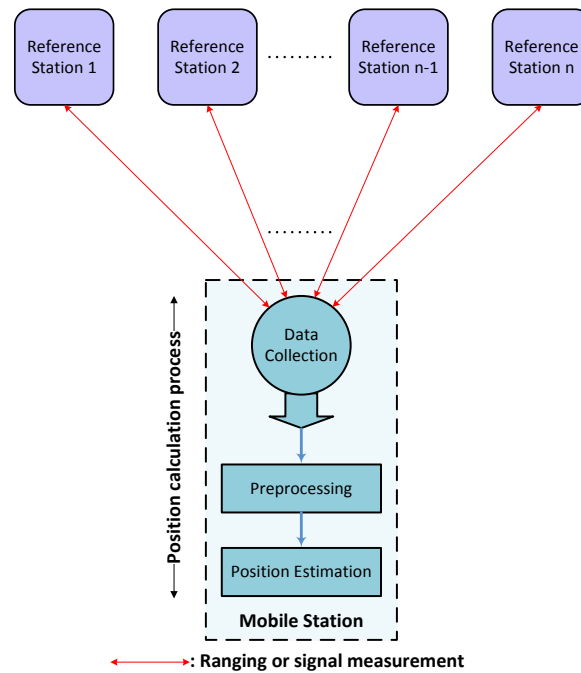 Reference
Station 1
Reference
Station 2
.........
Reference
Station n-1
Reference
Station n
.........
Position calculation process
Data
Collection
Preprocessing
Position Estimation
Mobile Station
: Ranging or signal measurement